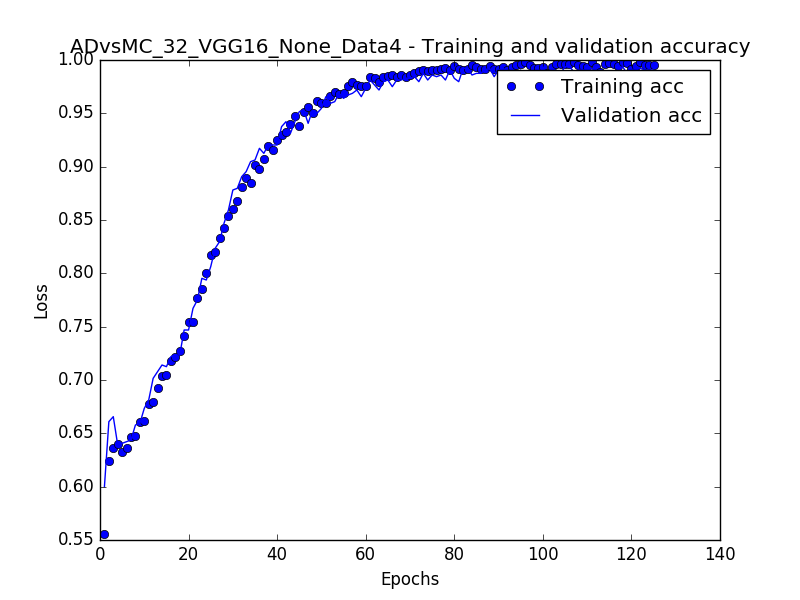 ADvsMC_32_VGG16_None_Data4 - Training and validation accuracy
1.00
Training acc
0.95
Validation acc
0.90
0.85
0.80
Loss
0.75
0.70
0.65
0.60
0.55
0 20 40 60 80 100 120 140
Epochs